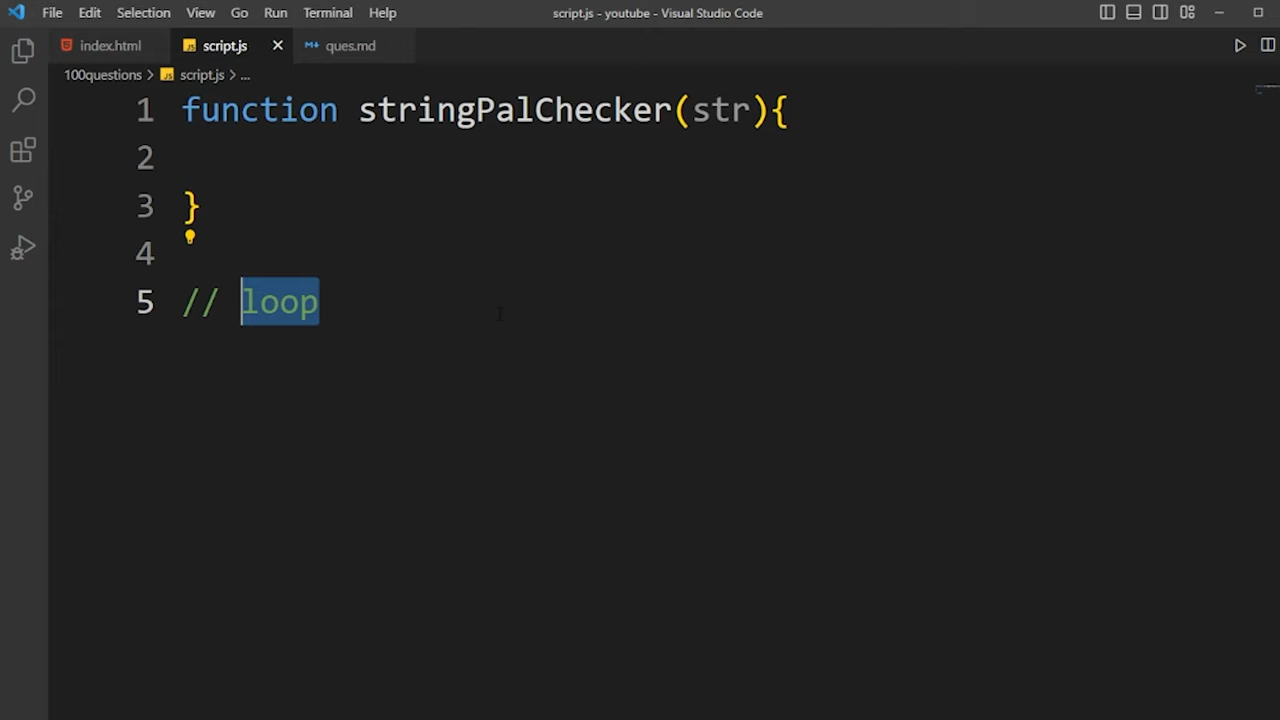 File Edit Selection View Go Run Terminal Help script.js - youtube - Visual Studio Code
index.html script.js ques.md
100questions > script.js > ...
1 function stringPalChecker(str){
2
3 }
4
5 // loop